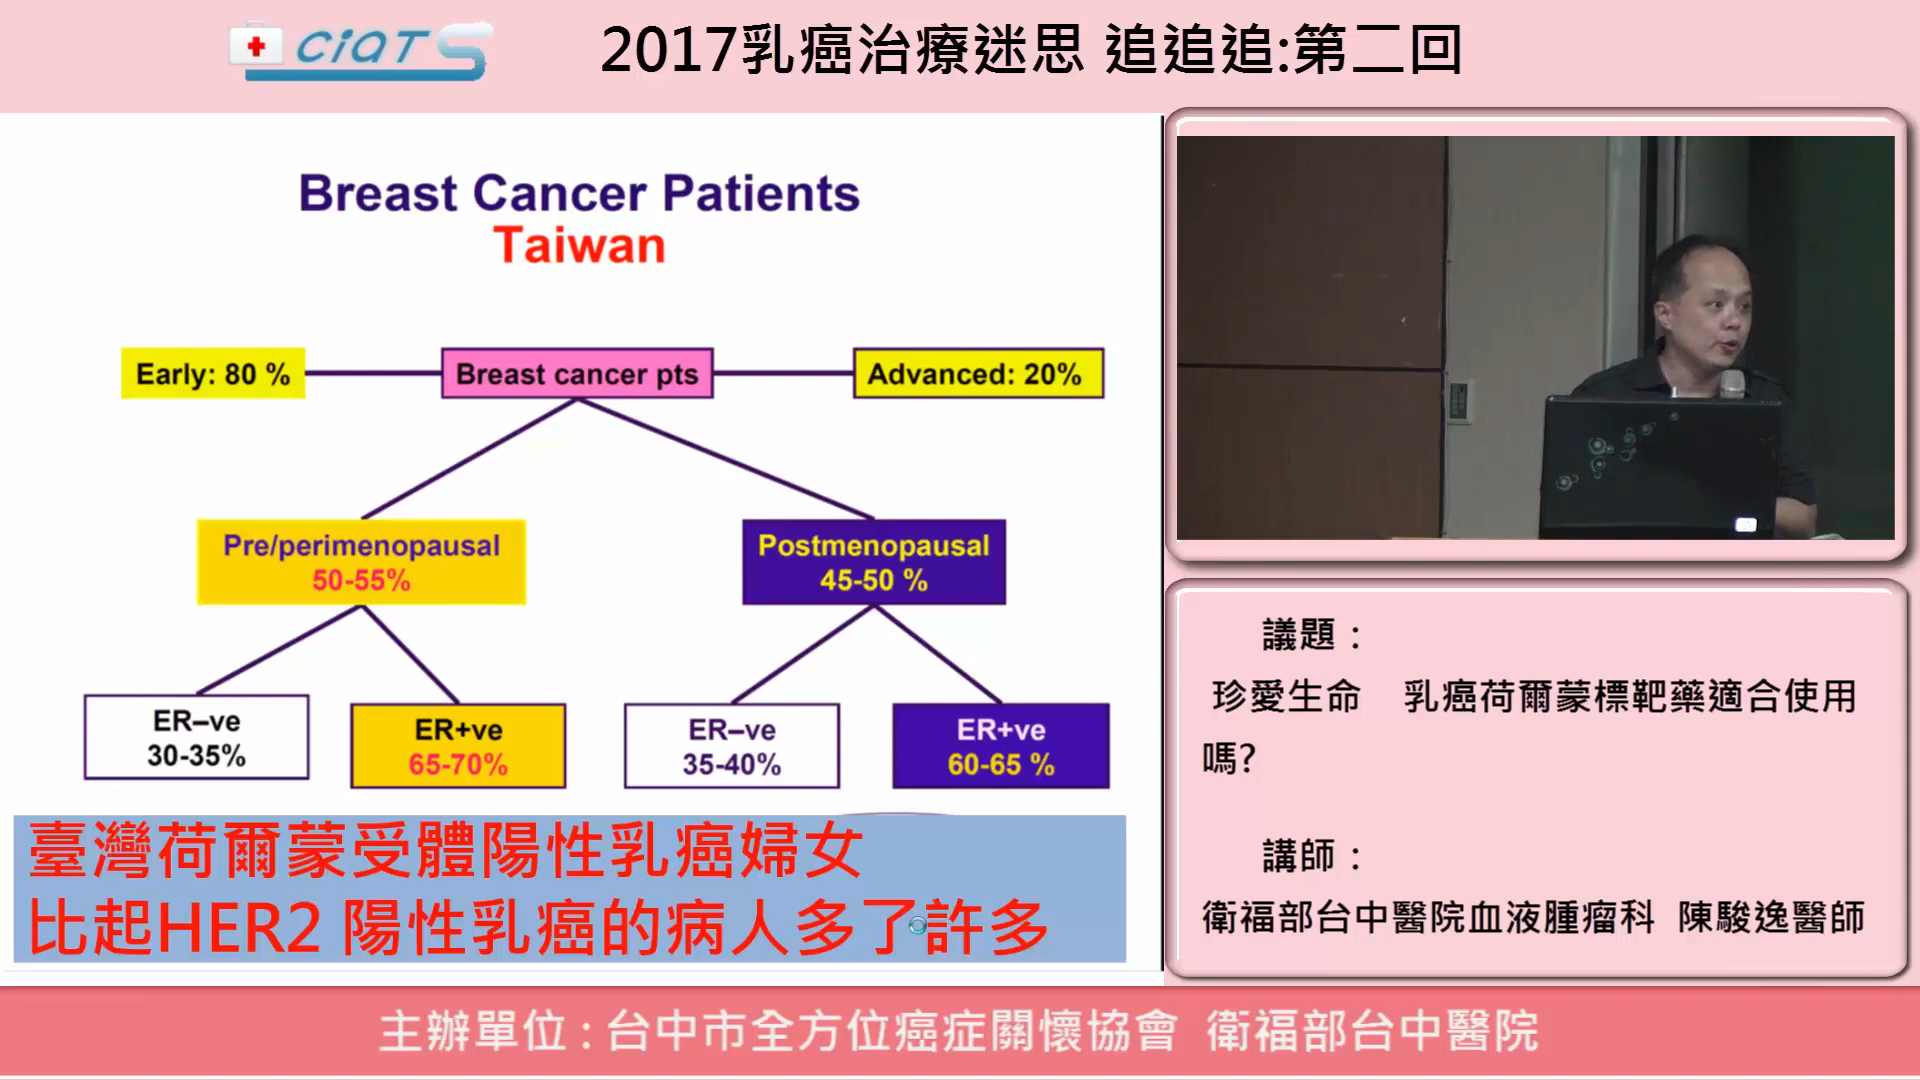 CiGTS
2017乳癌治療迷思 追追追:第二回
Breast Cancer Patients
Taiwan
Early: 80 %
Breast cancer pts
Advanced: 20%
Pre/perimenopausal
50-55%
Postmenopausal
45-50 %
ER–ve
30-35%
ER+ve
65-70%
ER–ve
35-40%
ER+ve
60-65 %
臺灣荷爾蒙受體陽性乳癌婦女
比起HER2 陽性乳癌的病人多了許多
議題：
珍愛生命 乳癌荷爾蒙標靶藥適合使用
嗎?
講師：
衛福部台中醫院血液腫瘤科 陳駿逸醫師
主辦單位：台中市全方位癌症關懷協會 衛福部台中醫院